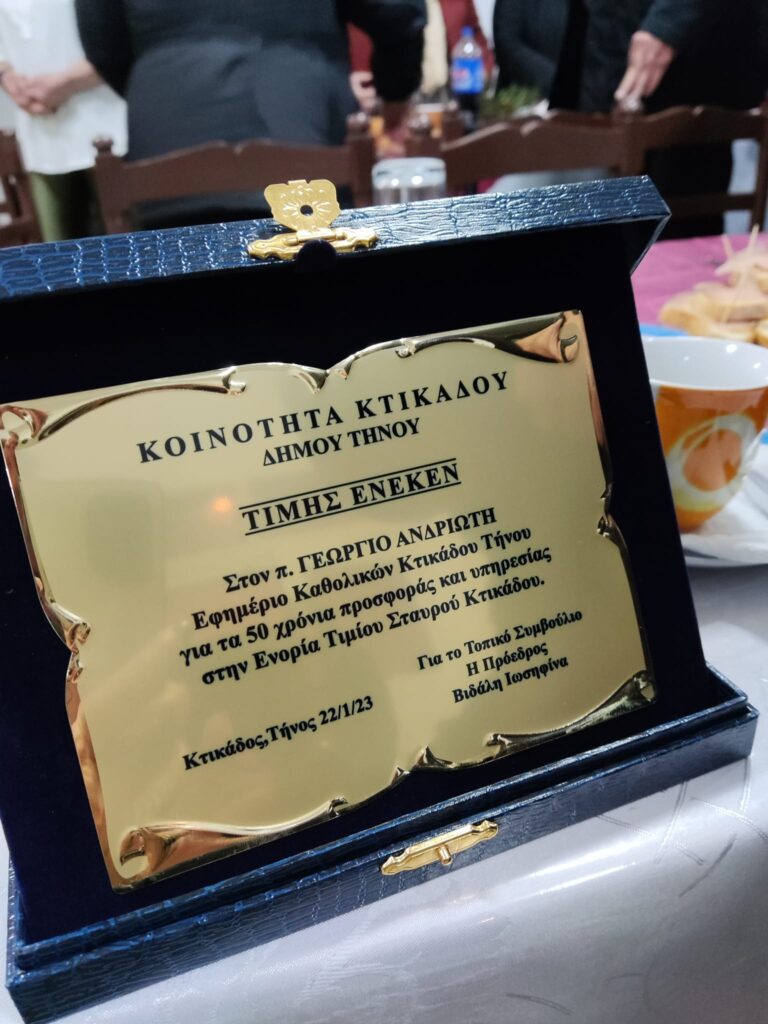 ΚΟΙΝΟΤΗΤΑ ΚΤΙΚΑΔΟΥ
ΔΗΜΟΥ ΤΗΝΟΥ
ΤΙΜΗΣ ΕΝΕΚΕΝ
Στον π. ΓΕΩΡΓΙΟ ΑΝΔΡΙΩΤΗ
Εφημέριο Καθολικών Κτικάδου Τήνου
για τα 50 χρόνια προσφοράς και υπηρεσίας
στην Ενορία Τιμίου Σταυρού Κτικάδου.
Για το Τοπικό Συμβούλιο
Η Πρόεδρος
Βιδάλη Ιωσηφίνα
Κτικάδος,Τήνος 22/1/23